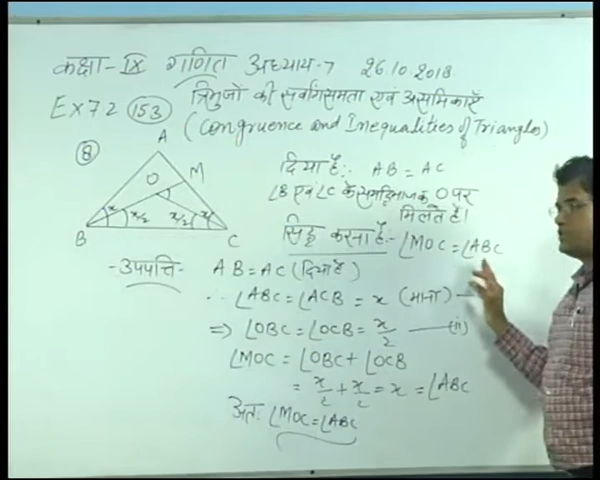 कक्षा-IX गणित अध्याय-7 26.10.2018
Ex 7.2 (153) त्रिभुजो की सर्वांगसमता एवं असमिकाएँ
(Congruence and Inequalities of Triangles)
(8)
A
M
O
x x/2 x/2 x
B C
दिया है:- AB = AC
∠B एवं ∠C के समद्विभाजक O पर
मिलते है।
सिद्ध करना है:- ∠MOC = ∠ABC
-उपपत्ति- AB = AC (दिया है)
∴ ∠ABC = ∠ACB = x (माना) —
⇒ ∠OBC = ∠OCB = x/2 —(ii)
∠MOC = ∠OBC + ∠OCB
= x/2 + x/2 = x = ∠ABC
अतः ∠MOC = ∠ABC